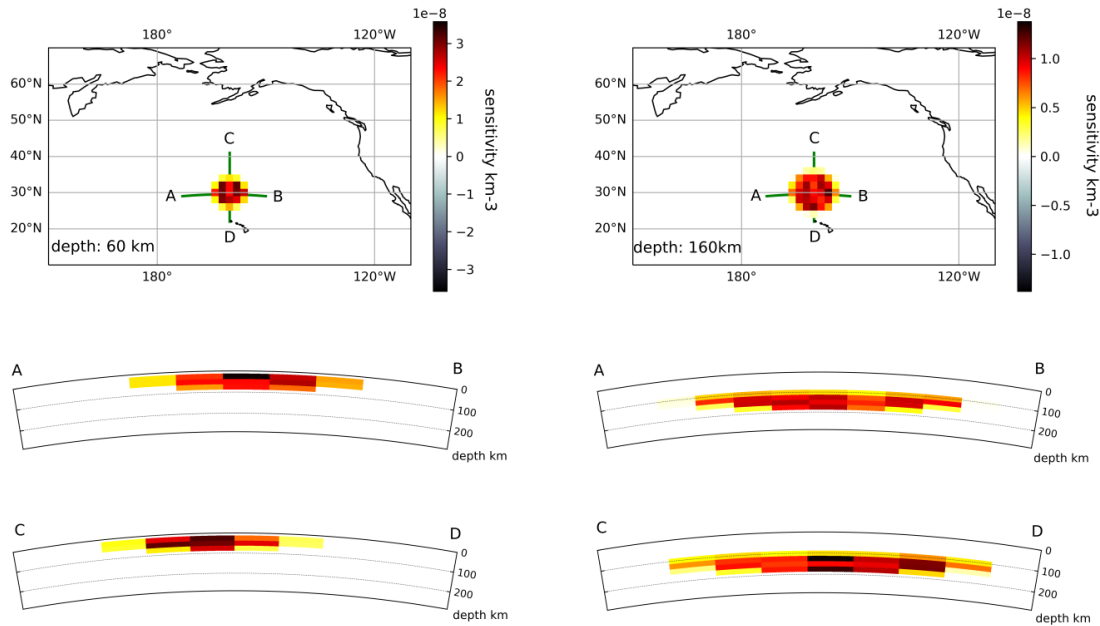 1e−8
180° 120°W
60°N
50°N
40°N
30°N
20°N
C
A B
D
depth: 60 km
180° 120°W
3
2
1
0
−1
−2
−3
sensitivity km-3
1e−8
180° 120°W
60°N
50°N
40°N
30°N
20°N
C
A B
D
depth: 160km
180° 120°W
1.0
0.5
0.0
−0.5
−1.0
sensitivity km-3
A B
0
100
200
depth km
A B
0
100
200
depth km
C D
0
100
200
depth km
C D
0
100
200
depth km